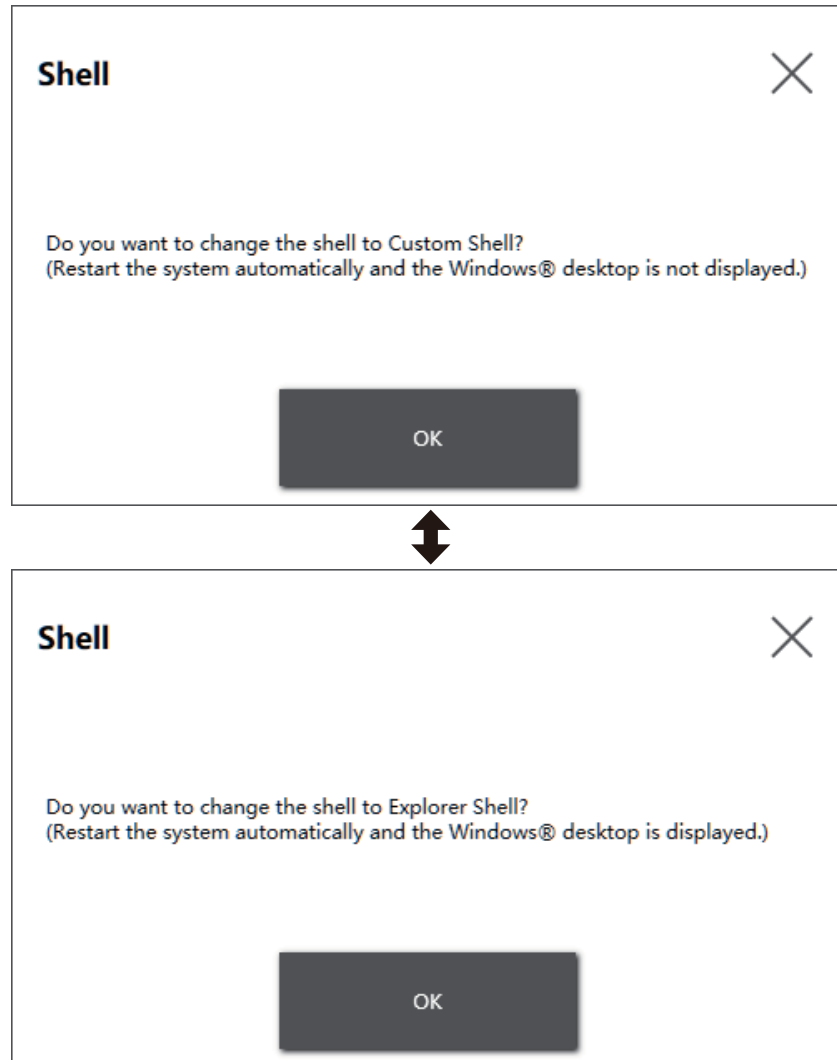 Shell
Do you want to change the shell to Custom Shell?
(Restart the system automatically and the Windows® desktop is not displayed.)
OK
Shell
Do you want to change the shell to Explorer Shell?
(Restart the system automatically and the Windows® desktop is displayed.)
OK